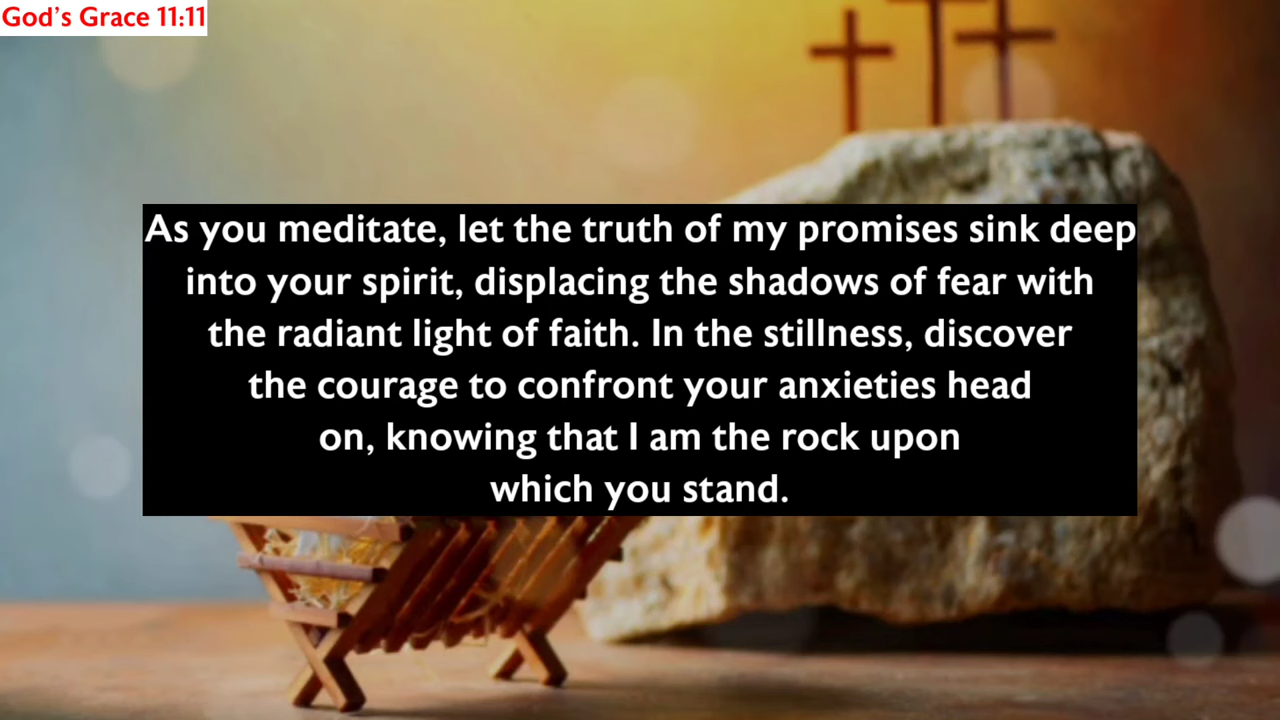 God’s Grace 11:11
As you meditate, let the truth of my promises sink deep
into your spirit, displacing the shadows of fear with
the radiant light of faith. In the stillness, discover
the courage to confront your anxieties head
on, knowing that I am the rock upon
which you stand.